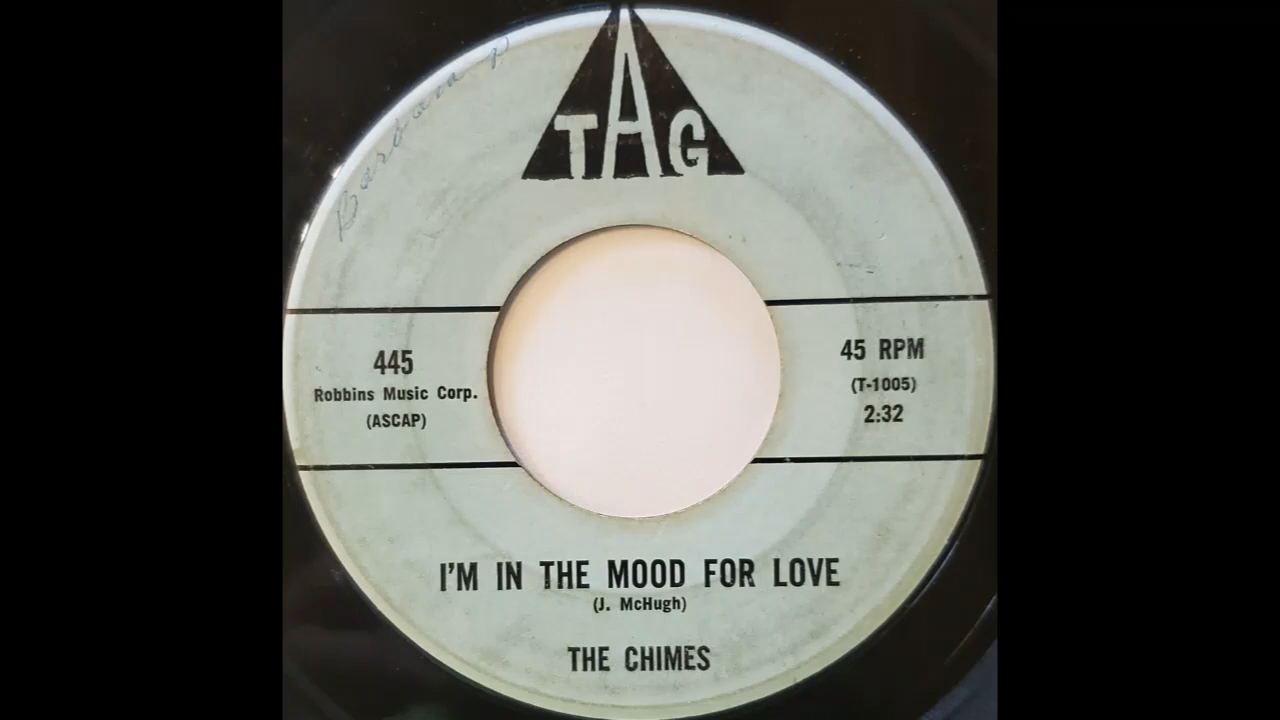 Barbara P
TAG
445
Robbins Music Corp.
(ASCAP)
45 RPM
(T-1005)
2:32
I'M IN THE MOOD FOR LOVE
(J. McHugh)
THE CHIMES